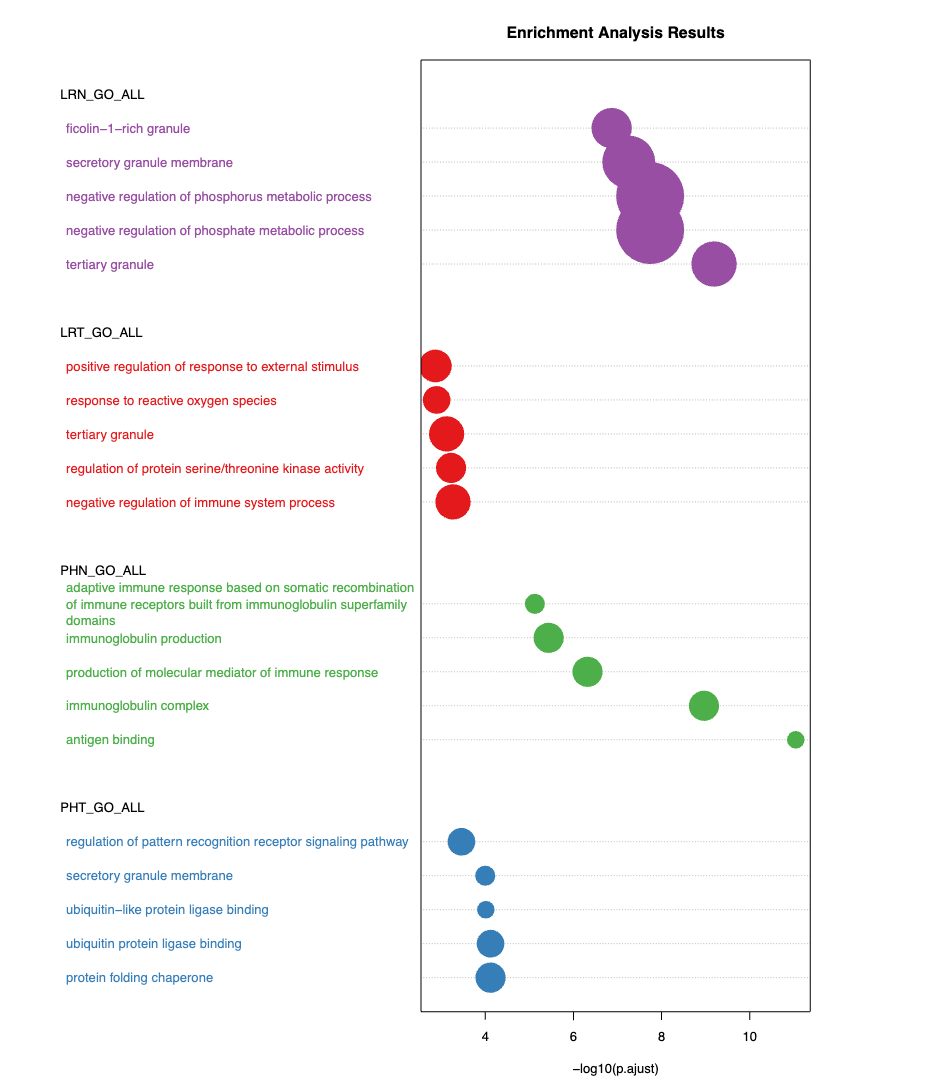 Enrichment Analysis Results
LRN_GO_ALL
ficolin−1−rich granule
secretory granule membrane
negative regulation of phosphorus metabolic process
negative regulation of phosphate metabolic process
tertiary granule
LRT_GO_ALL
positive regulation of response to external stimulus
response to reactive oxygen species
tertiary granule
regulation of protein serine/threonine kinase activity
negative regulation of immune system process
PHN_GO_ALL
adaptive immune response based on somatic recombination
of immune receptors built from immunoglobulin superfamily
domains
immunoglobulin production
production of molecular mediator of immune response
immunoglobulin complex
antigen binding
PHT_GO_ALL
regulation of pattern recognition receptor signaling pathway
secretory granule membrane
ubiquitin−like protein ligase binding
ubiquitin protein ligase binding
protein folding chaperone
4 6 8 10
−log10(p.ajust)